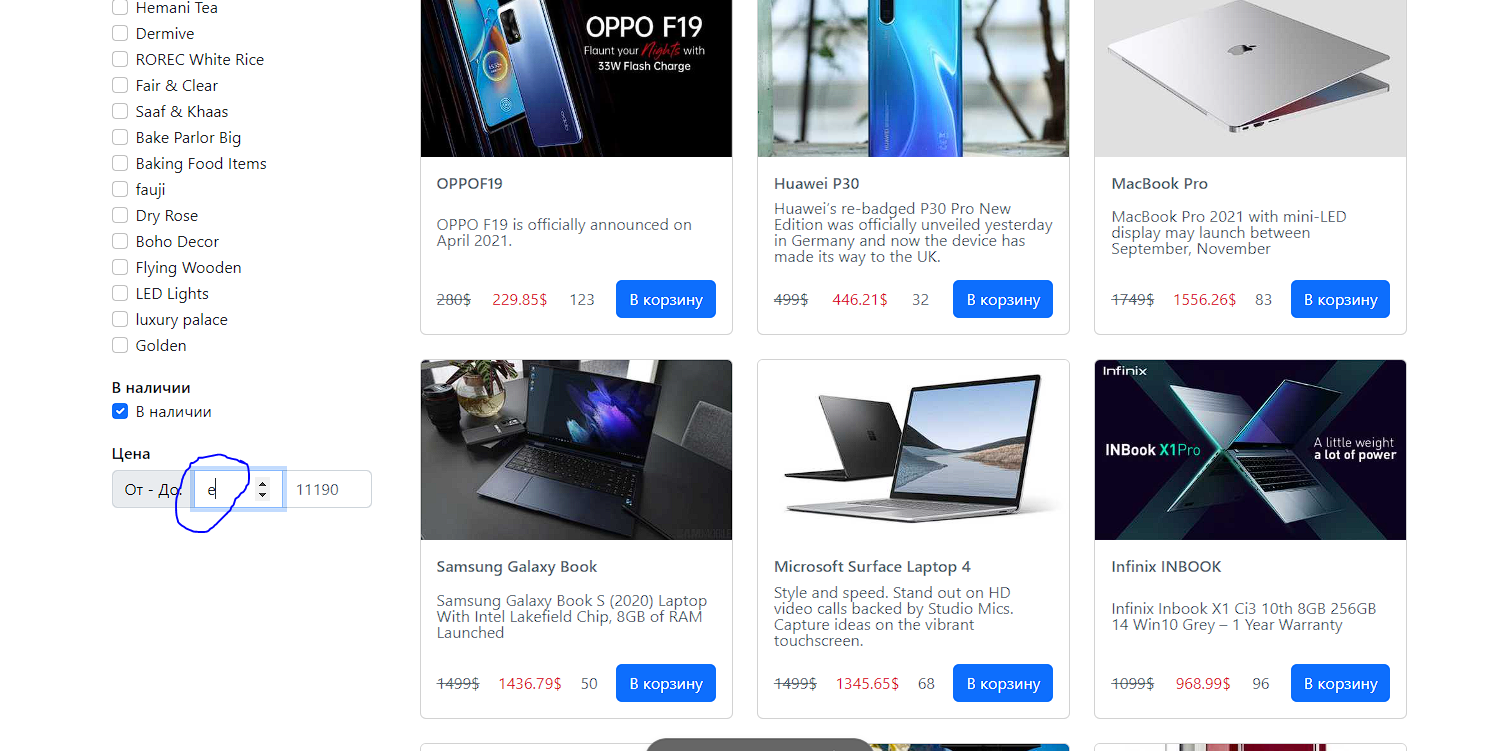 Hemani Tea
Dermive
ROREC White Rice
Fair & Clear
Saaf & Khaas
Bake Parlor Big
Baking Food Items
fauji
Dry Rose
Boho Decor
Flying Wooden
LED Lights
luxury palace
Golden
В наличии
В наличии
Цена
От - До:
e
11190
OPPO F19
Flaunt your Nights with
33W Flash Charge
OPPOF19
OPPO F19 is officially announced on
April 2021.
280$ 229.85$ 123 В корзину
HUAWEI
Huawei P30
Huawei’s re-badged P30 Pro New
Edition was officially unveiled yesterday
in Germany and now the device has
made its way to the UK.
499$ 446.21$ 32 В корзину
MacBook Pro
MacBook Pro 2021 with mini-LED
display may launch between
September, November
1749$ 1556.26$ 83 В корзину
Samsung Galaxy Book
Samsung Galaxy Book S (2020) Laptop
With Intel Lakefield Chip, 8GB of RAM
Launched
1499$ 1436.79$ 50 В корзину
Microsoft Surface Laptop 4
Style and speed. Stand out on HD
video calls backed by Studio Mics.
Capture ideas on the vibrant
touchscreen.
1499$ 1345.65$ 68 В корзину
Infinix
INBook X1Pro
A little weight
a lot of power
Infinix INBOOK
Infinix Inbook X1 Ci3 10th 8GB 256GB
14 Win10 Grey – 1 Year Warranty
1099$ 968.99$ 96 В корзину